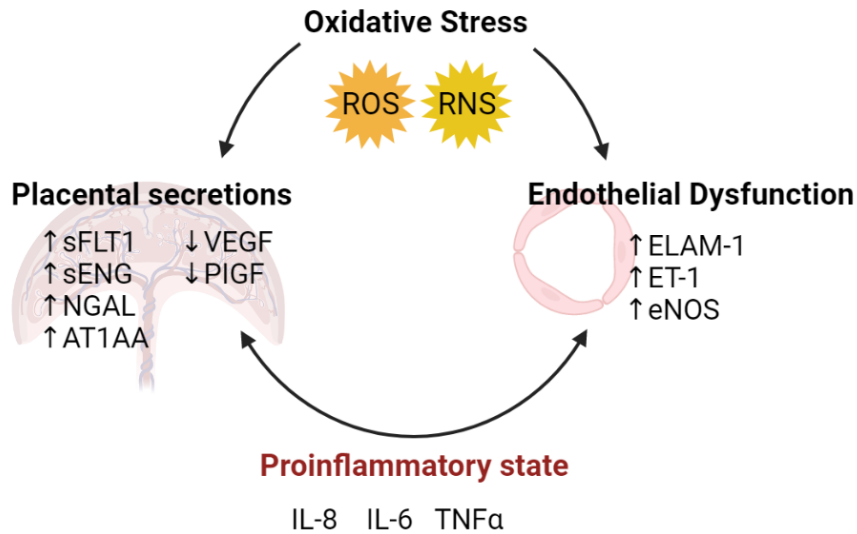 Oxidative Stress
ROS RNS
Placental secretions
↑sFLT1 ↓VEGF
↑sENG ↓PIGF
↑NGAL
↑AT1AA
Endothelial Dysfunction
↑ELAM-1
↑ET-1
↑eNOS
Proinflammatory state
IL-8 IL-6 TNFα